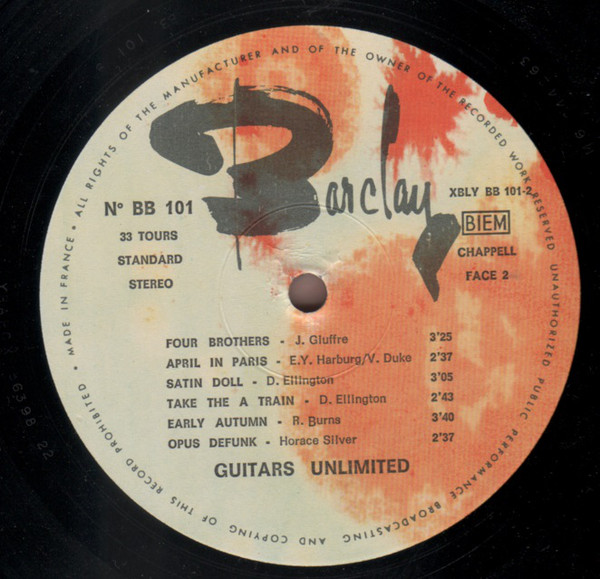 MADE IN FRANCE • ALL RIGHTS OF THE MANUFACTURER AND OF THE OWNER OF THE RECORDED WORK RESERVED UNAUTHORIZED PUBLIC PERFORMANCE BROADCASTING AND COPYING OF THIS RECORD PROHIBITED •
Barclay
Nº BB 101
33 TOURS
STANDARD
STEREO
XBLY BB 101-2
BIEM
CHAPPELL
FACE 2
FOUR BROTHERS - J. Gluffre 3'25
APRIL IN PARIS - E.Y. Harburg/V. Duke 2'37
SATIN DOLL - D. Ellington 3'05
TAKE THE A TRAIN - D. Ellington 2'43
EARLY AUTUMN - R. Burns 3'40
OPUS DEFUNK - Horace Silver 2'37
GUITARS UNLIMITED